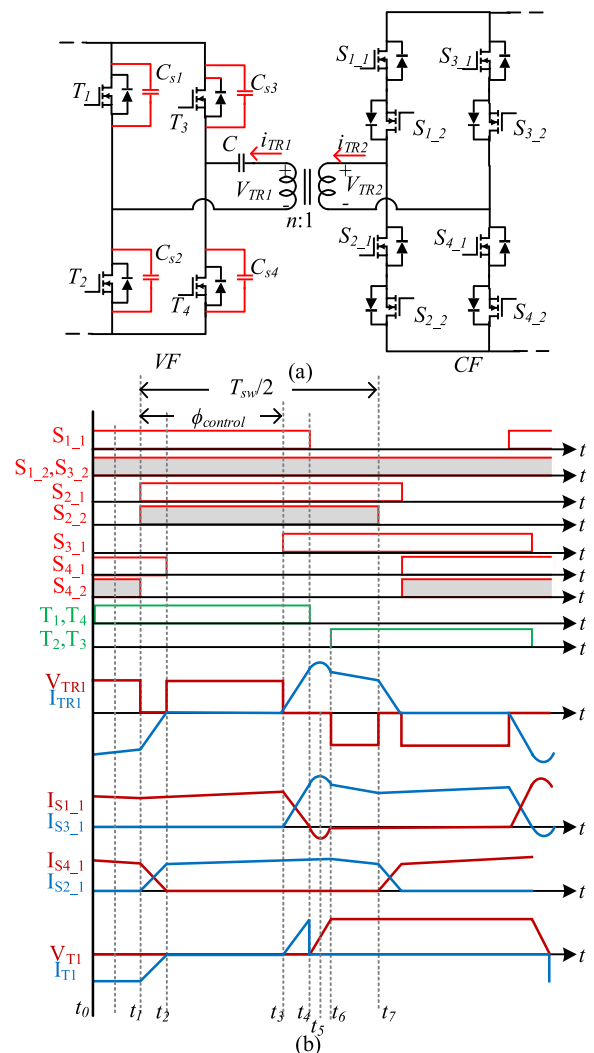 T1 Cs1 T3 Cs3
S1_1 S3_1
S1_2 S3_2
C iTR1 iTR2
+ VTR1 - + VTR2 -
n:1
T2 Cs2 T4 Cs4
S2_1 S4_1
S2_2 S4_2
VF (a) CF
Tsw/2
ϕcontrol
S1_1 t
S1_2,S3_2 t
S2_1 t
S2_2 t
S3_1 t
S4_1 t
S4_2 t
T1,T4 t
T2,T3 t
VTR1
ITR1 t
IS1_1
IS3_1 t
IS4_1
IS2_1 t
VT1
IT1 t
t0 t1 t2 t3 t4 t5 t6 t7
(b)